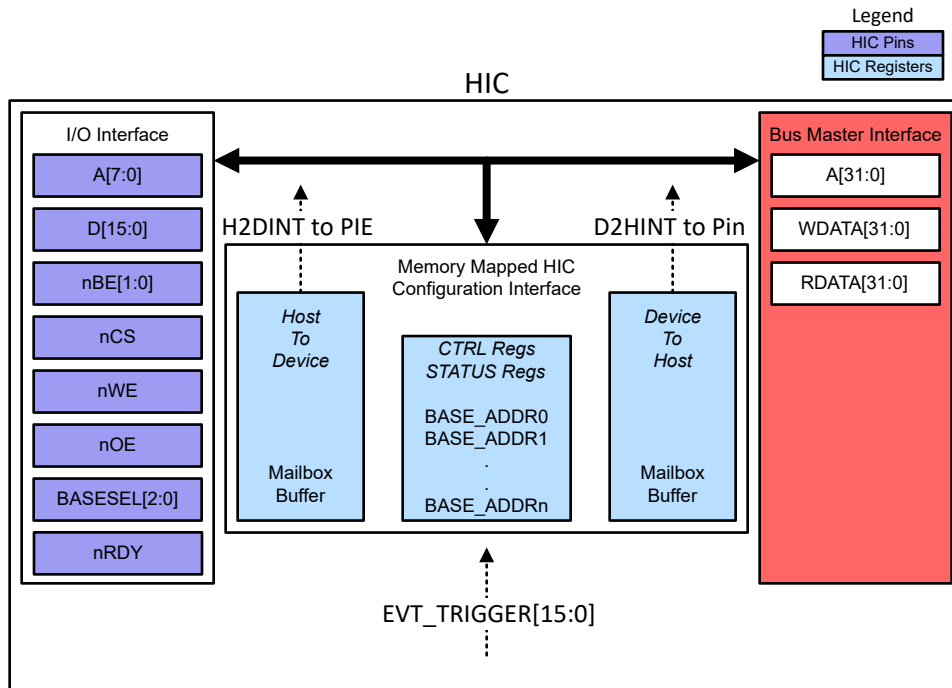 Legend
HIC Pins
HIC Registers
HIC
I/O Interface
A[7:0]
D[15:0]
nBE[1:0]
nCS
nWE
nOE
BASESEL[2:0]
nRDY
H2DINT to PIE
D2HINT to Pin
Memory Mapped HIC
Configuration Interface
Host
To
Device
Mailbox
Buffer
CTRL Regs
STATUS Regs
BASE_ADDR0
BASE_ADDR1
.
.
BASE_ADDRn
Device
To
Host
Mailbox
Buffer
Bus Master Interface
A[31:0]
WDATA[31:0]
RDATA[31:0]
EVT_TRIGGER[15:0]